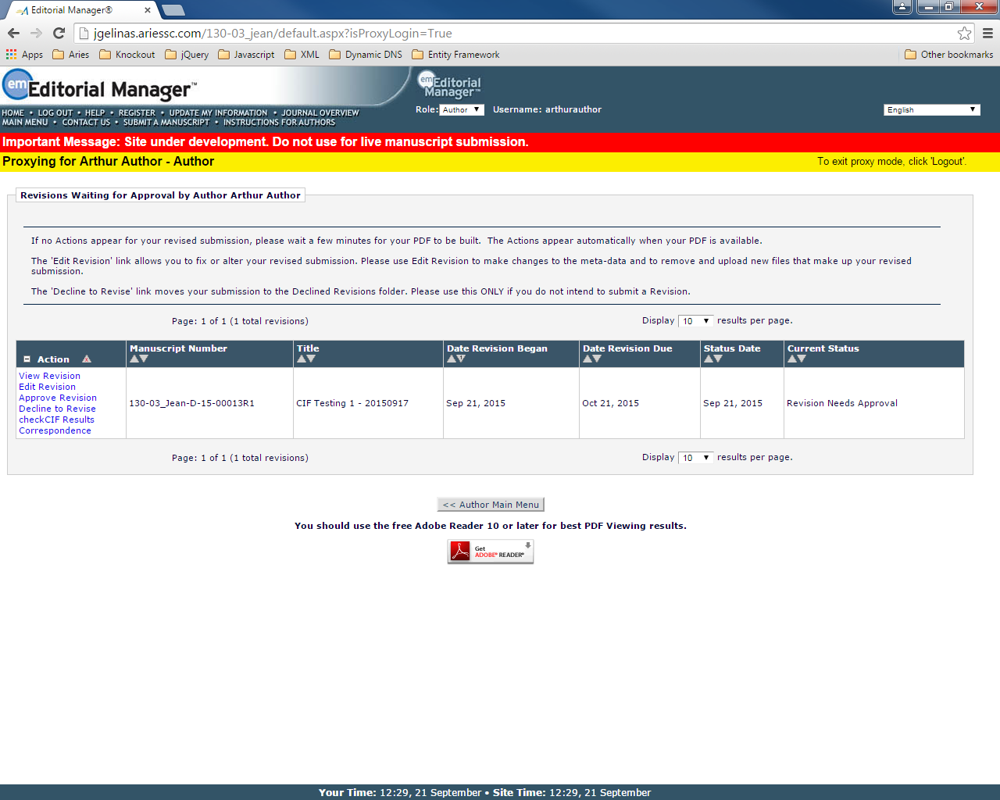 Editorial Manager®
jgelinas.ariessc.com/130-03_jean/default.aspx?isProxyLogin=True
Apps Aries Knockout jQuery Javascript XML Dynamic DNS Entity Framework Other bookmarks
em Editorial Manager™
em Editorial Manager™
HOME • LOG OUT • HELP • REGISTER • UPDATE MY INFORMATION • JOURNAL OVERVIEW
MAIN MENU • CONTACT US • SUBMIT A MANUSCRIPT • INSTRUCTIONS FOR AUTHORS
Role: Author Username: arthurauthor English
Important Message: Site under development. Do not use for live manuscript submission.
Proxying for Arthur Author - Author To exit proxy mode, click 'Logout'.
Revisions Waiting for Approval by Author Arthur Author
If no Actions appear for your revised submission, please wait a few minutes for your PDF to be built. The Actions appear automatically when your PDF is available.
The 'Edit Revision' link allows you to fix or alter your revised submission. Please use Edit Revision to make changes to the meta-data and to remove and upload new files that make up your revised
submission.
The 'Decline to Revise' link moves your submission to the Declined Revisions folder. Please use this ONLY if you do not intend to submit a Revision.
Page: 1 of 1 (1 total revisions) Display 10 results per page.
Action Manuscript Number Title Date Revision Began Date Revision Due Status Date Current Status
View Revision
Edit Revision
Approve Revision
Decline to Revise
checkCIF Results
Correspondence
130-03_Jean-D-15-00013R1 CIF Testing 1 - 20150917 Sep 21, 2015 Oct 21, 2015 Sep 21, 2015 Revision Needs Approval
Page: 1 of 1 (1 total revisions) Display 10 results per page.
<< Author Main Menu
You should use the free Adobe Reader 10 or later for best PDF Viewing results.
Get
ADOBE® READER®
Your Time: 12:29, 21 September • Site Time: 12:29, 21 September